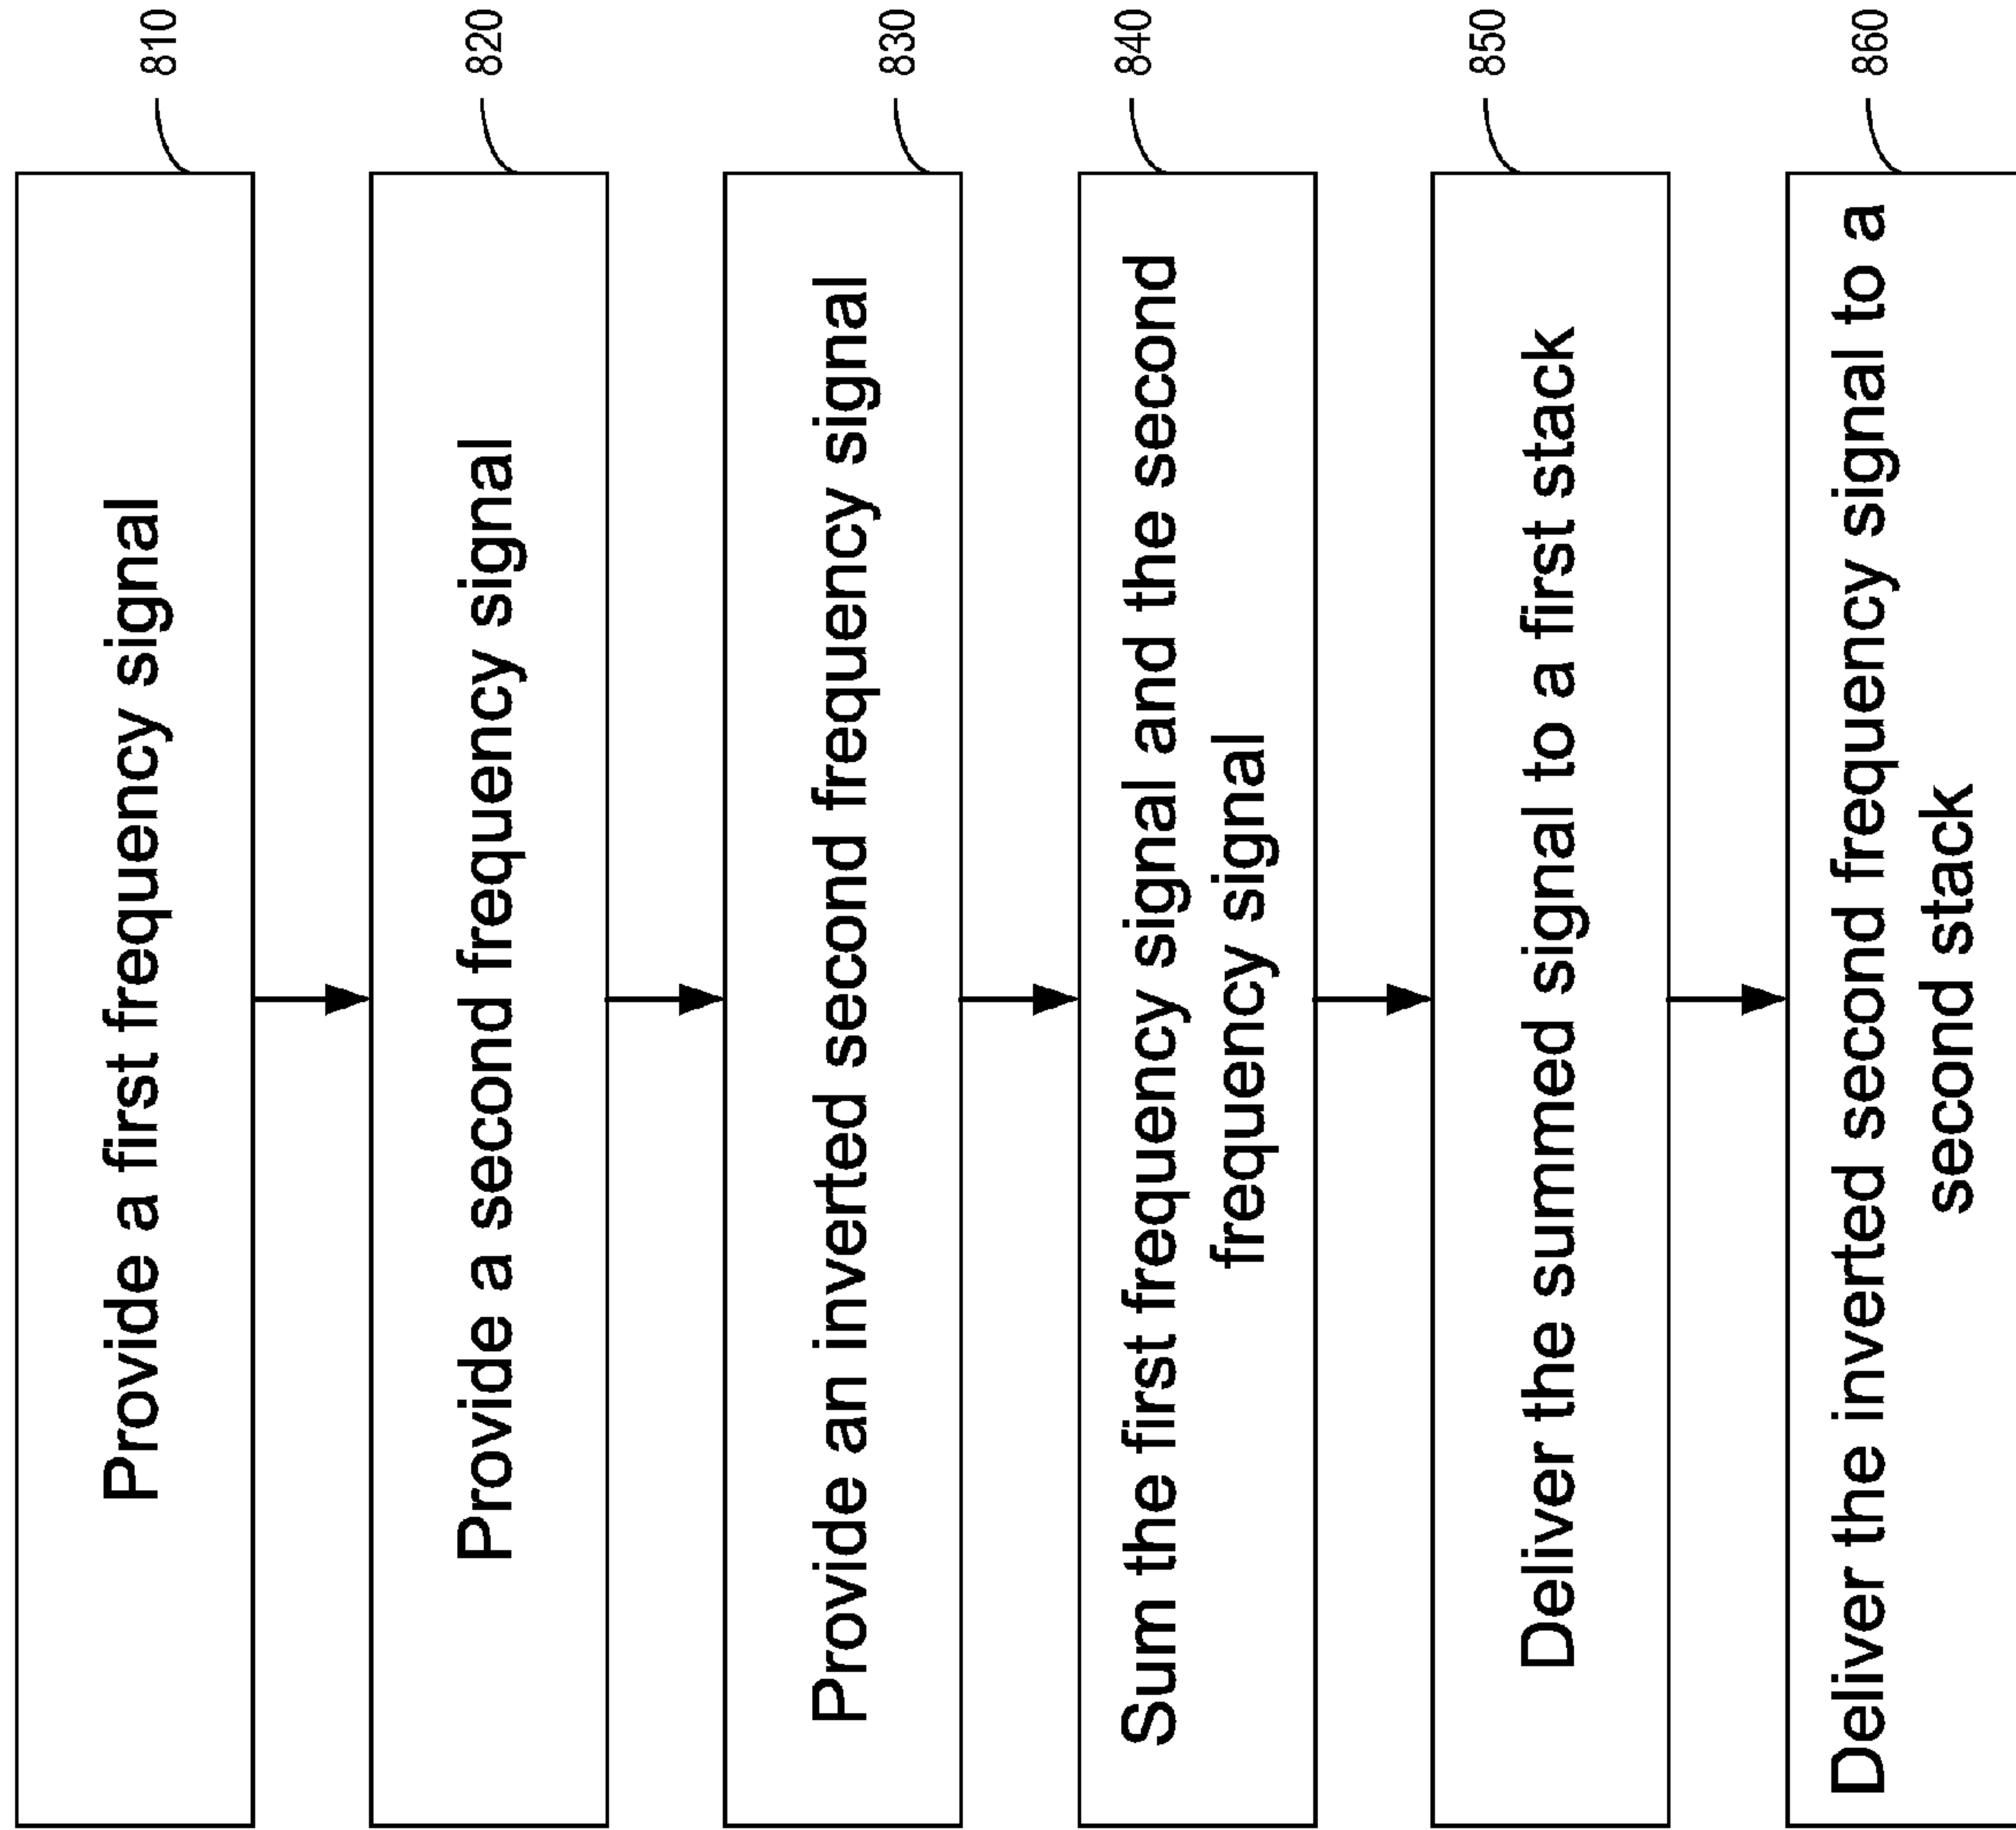 Provide a first frequency signal
810
Provide a second frequency signal
820
Provide an inverted second frequency signal
830
Sum the first frequency signal and the second
frequency signal
840
Deliver the summed signal to a first stack
850
Deliver the inverted second frequency signal to a
second stack
860